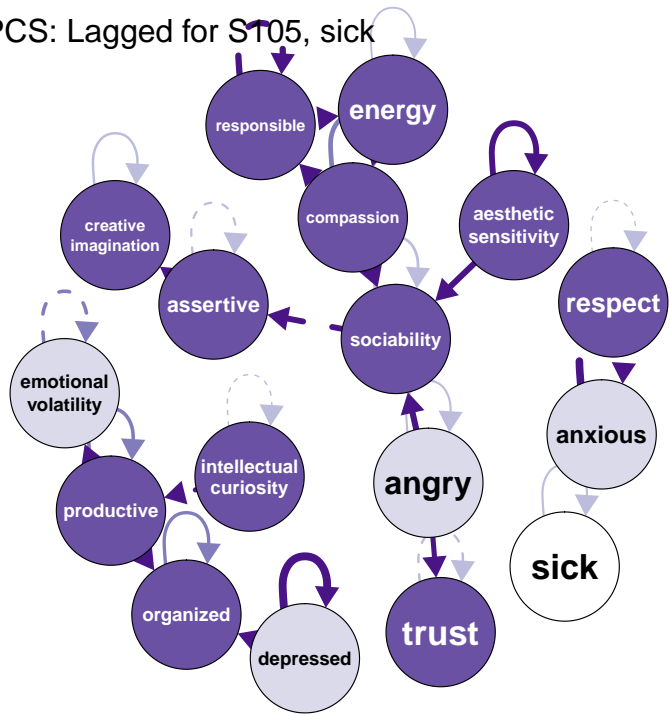 PCS: Lagged for S105, sick
responsible
energy
creative
imagination
compassion
aesthetic
sensitivity
assertive
respect
sociability
emotional
volatility
anxious
intellectual
curiosity
angry
productive
sick
organized
trust
depressed